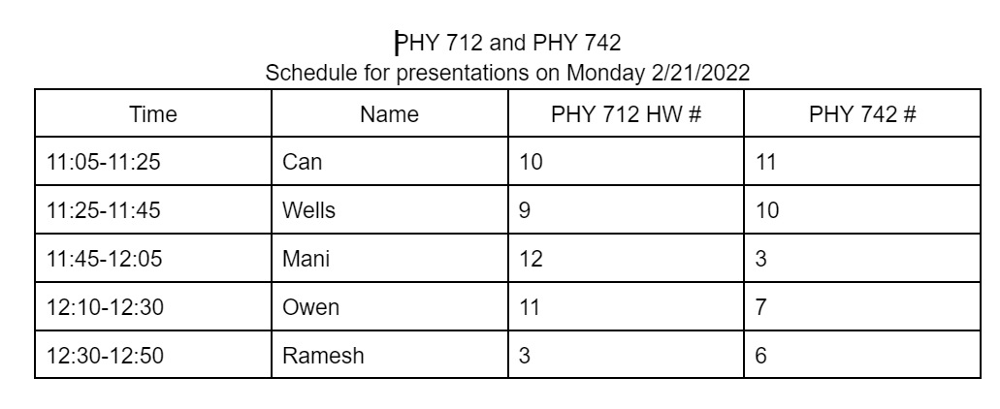 PHY 712 and PHY 742
Schedule for presentations on Monday 2/21/2022
Time Name PHY 712 HW # PHY 742 #
11:05-11:25 Can 10 11
11:25-11:45 Wells 9 10
11:45-12:05 Mani 12 3
12:10-12:30 Owen 11 7
12:30-12:50 Ramesh 3 6